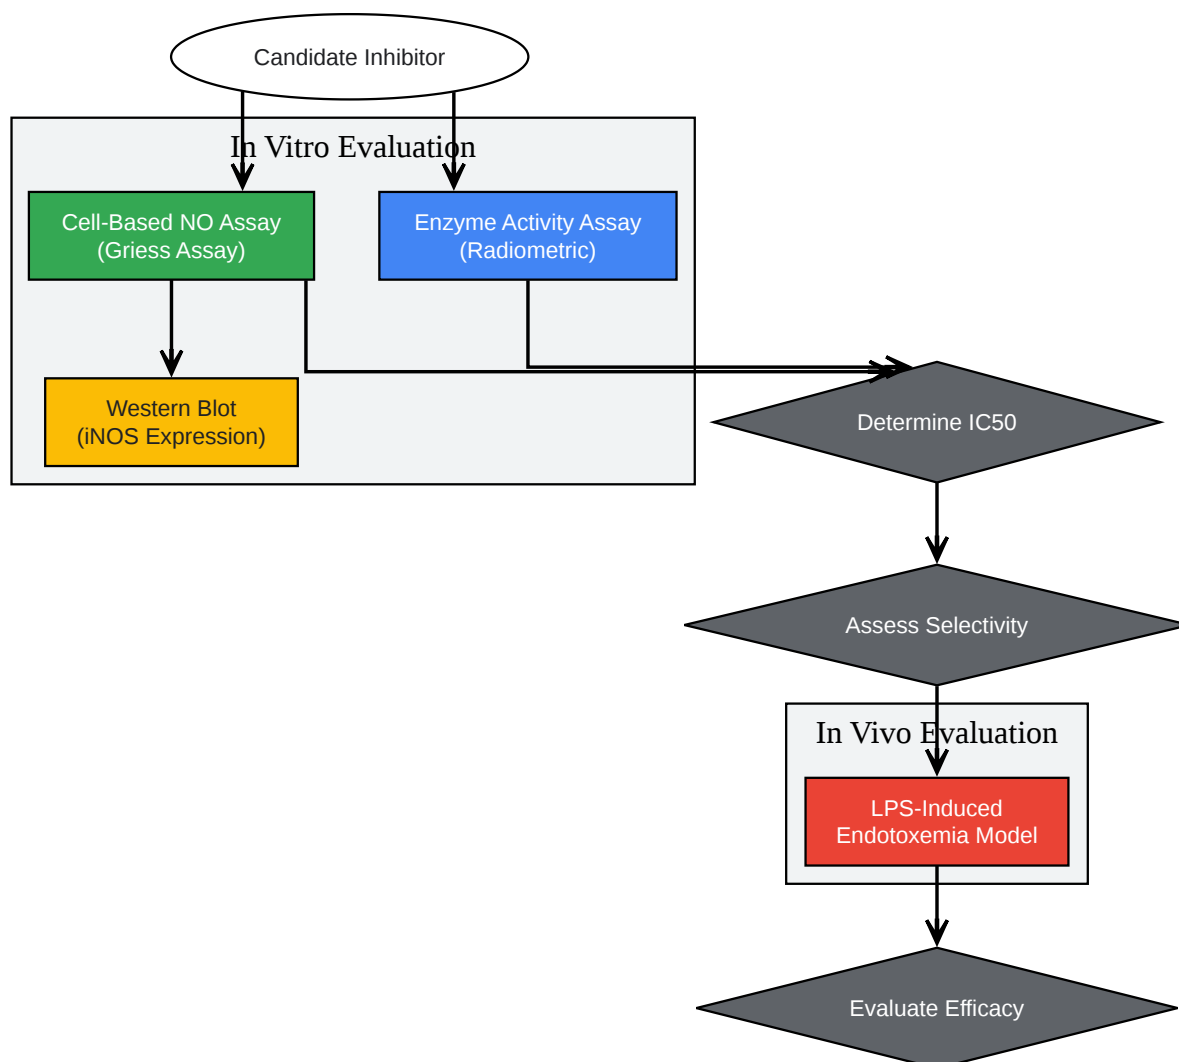 Candidate Inhibitor
In Vitro Evaluation
Cell-Based NO Assay
(Griess Assay)
Enzyme Activity Assay
(Radiometric)
Western Blot
(iNOS Expression)
Determine IC50
Assess Selectivity
In Vivo Evaluation
LPS-Induced
Endotoxemia Model
Evaluate Efficacy